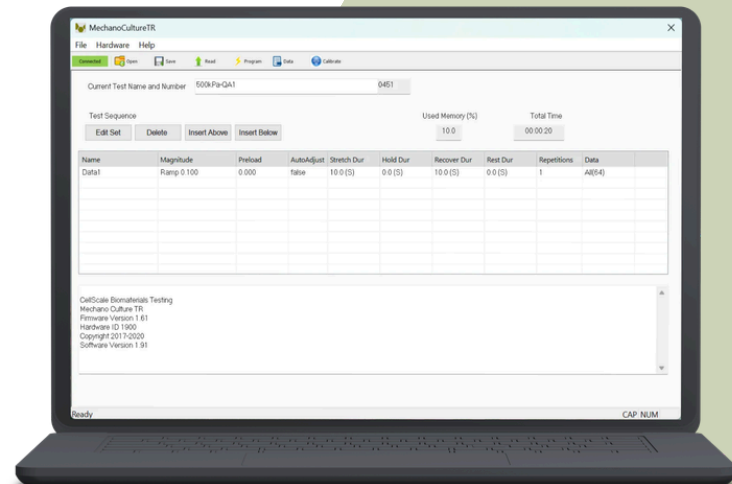 MechanoCultureTR
File Hardware Help
Connected Open Save Read Program Data Calibrate
Current Test Name and Number 500kPa-QA1 0451
Test Sequence Used Memory (%) Total Time
Edit Set Delete Insert Above Insert Below 10.0 00:00:20
Name Magnitude Preload AutoAdjust Stretch Dur Hold Dur Recover Dur Rest Dur Repetitions Data
Data1 Ramp 0.100 0.000 false 10.0 (S) 0.0 (S) 10.0 (S) 0.0 (S) 1 All(64)
CellScale Biomaterials Testing
Mechano Culture TR
Firmware Version 1.61
Hardware ID 1900
Copyright 2017-2020
Software Version 1.91
Ready CAP NUM